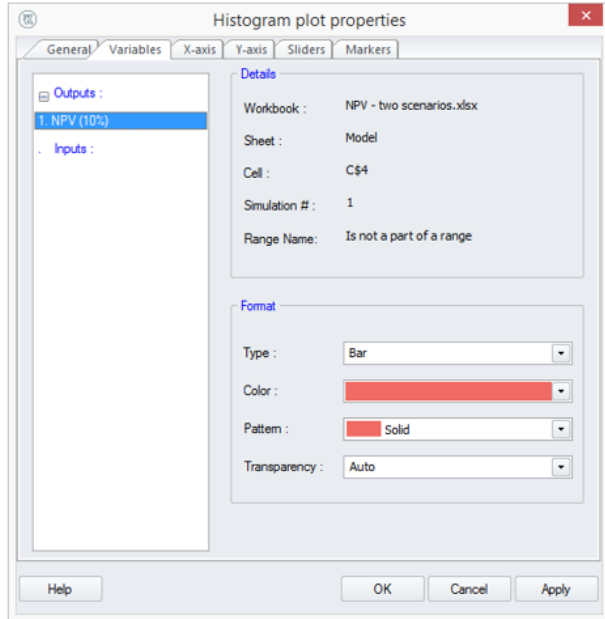 Histogram plot properties
General Variables X-axis Y-axis Sliders Markers
Outputs :
1. NPV (10%)
. Inputs :
Details
Workbook : NPV - two scenarios.xlsx
Sheet : Model
Cell : C$4
Simulation # : 1
Range Name: Is not a part of a range
Format
Type : Bar
Color :
Pattern : Solid
Transparency : Auto
Help OK Cancel Apply